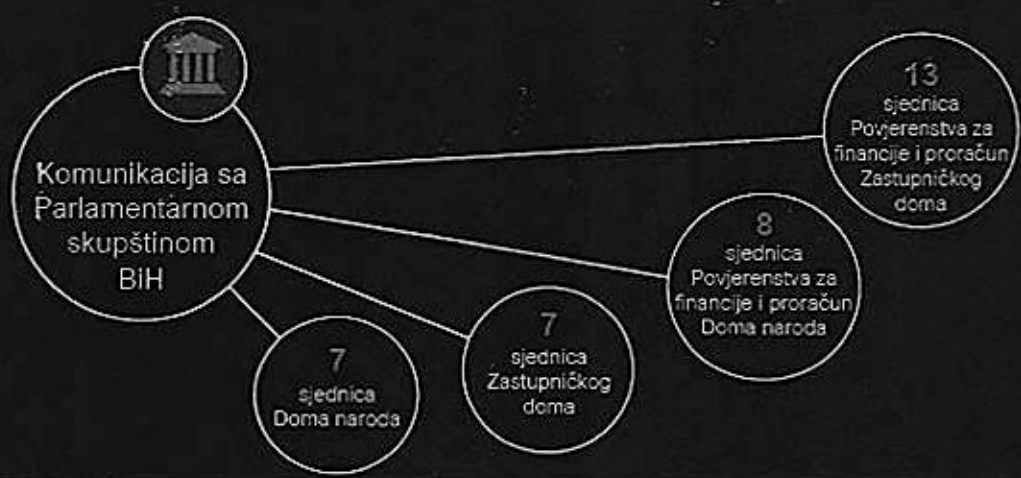 Komunikacija sa
Parlamentarnom
skupštinom
BiH
13
sjednica
Povjerenstva za
financije i proračun
Zastupničkog
doma
8
sjednica
Povjerenstva za
financije i proračun
Doma naroda
7
sjednica
Zastupničkog
doma
7
sjednica
Doma naroda